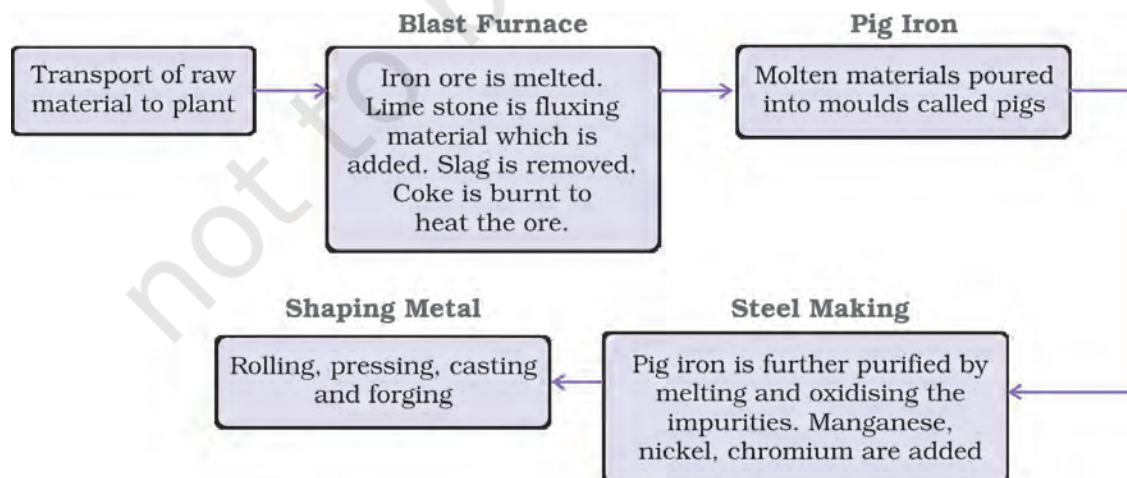 Blast Furnace
Pig Iron
Transport of raw
material to plant
Iron ore is melted.
Lime stone is fluxing
material which is
added. Slag is removed.
Coke is burnt to
heat the ore.
Molten materials poured
into moulds called pigs
Shaping Metal
Steel Making
Rolling, pressing, casting
and forging
Pig iron is further purified by
melting and oxidising the
impurities. Manganese,
nickel, chromium are added
not to b